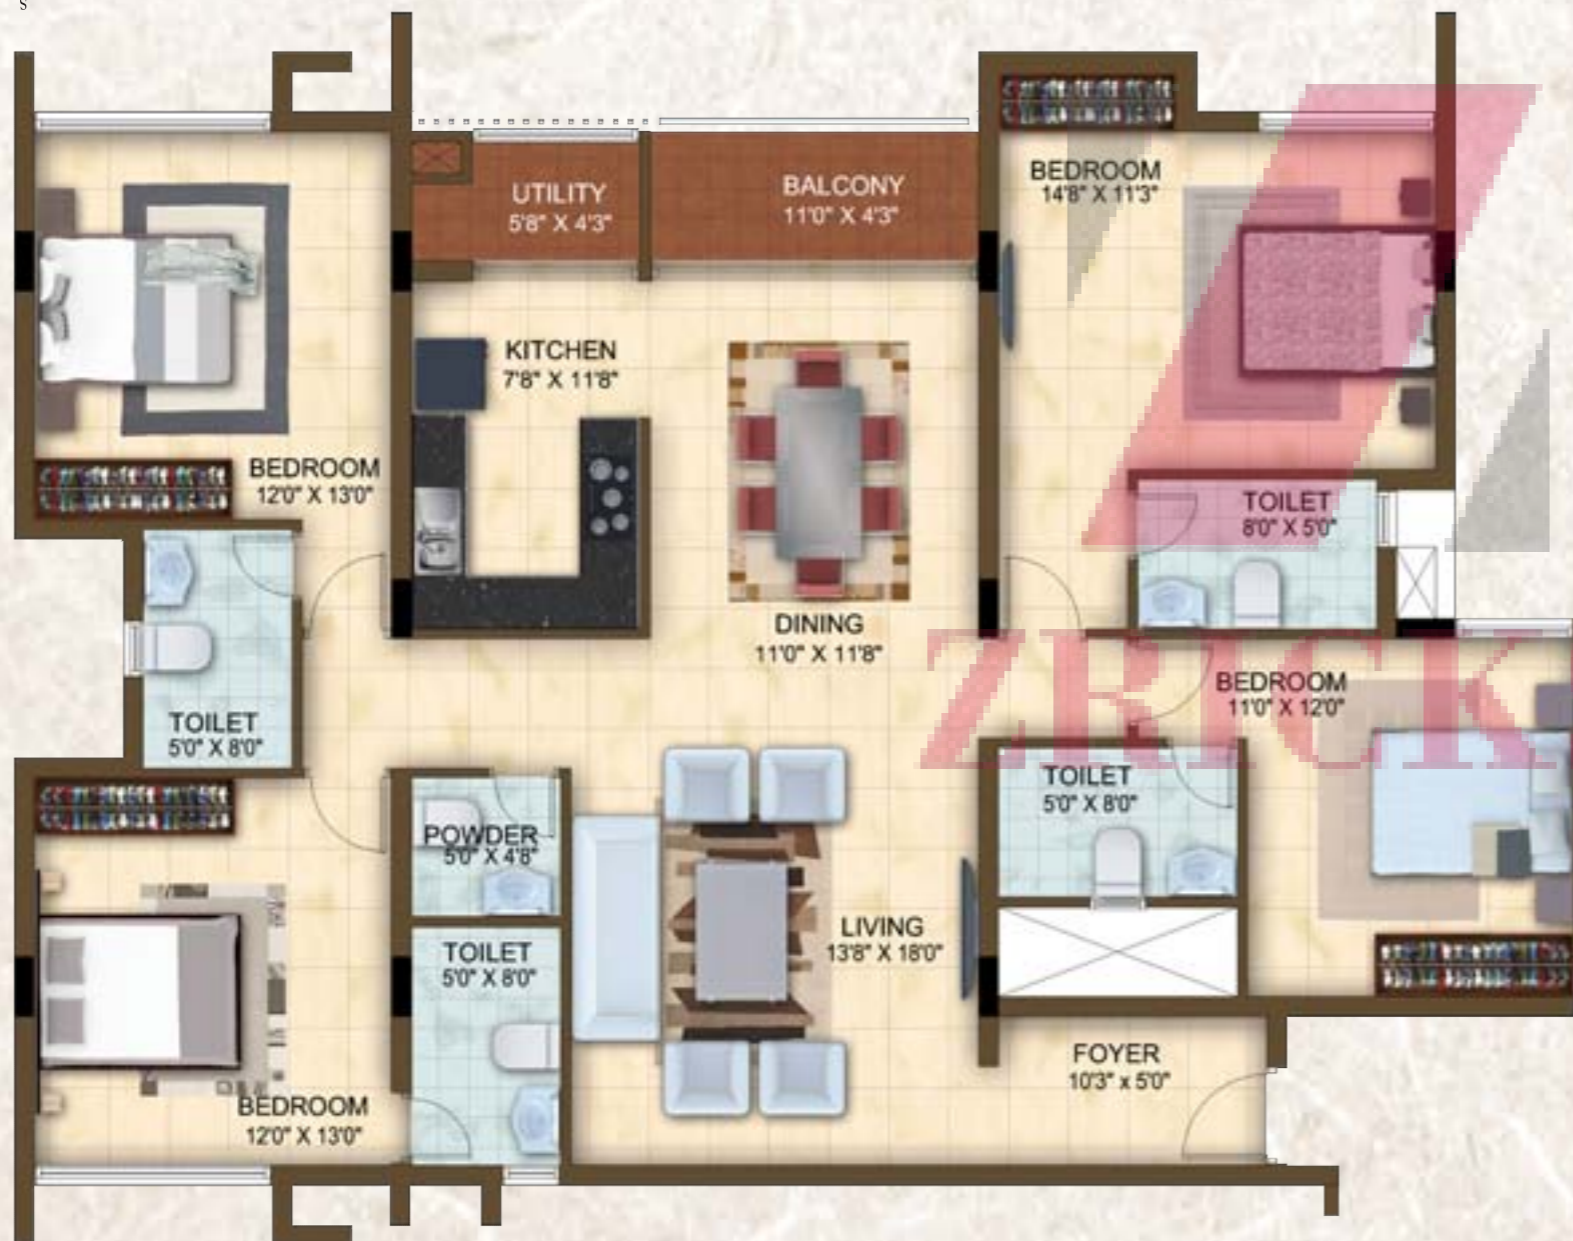 S
UTILITY
5'8" X 4'3"
BALCONY
11'0" X 4'3"
BEDROOM
14'8" X 11'3"
KITCHEN
7'8" X 11'8"
BEDROOM
12'0" X 13'0"
TOILET
8'0" X 5'0"
DINING
11'0" X 11'8"
ZRICK
BEDROOM
11'0" X 12'0"
TOILET
5'0" X 8'0"
TOILET
5'0" X 8'0"
POWDER
5'0" X 4'8"
LIVING
13'8" X 18'0"
TOILET
5'0" X 8'0"
FOYER
10'3" x 5'0"
BEDROOM
12'0" X 13'0"